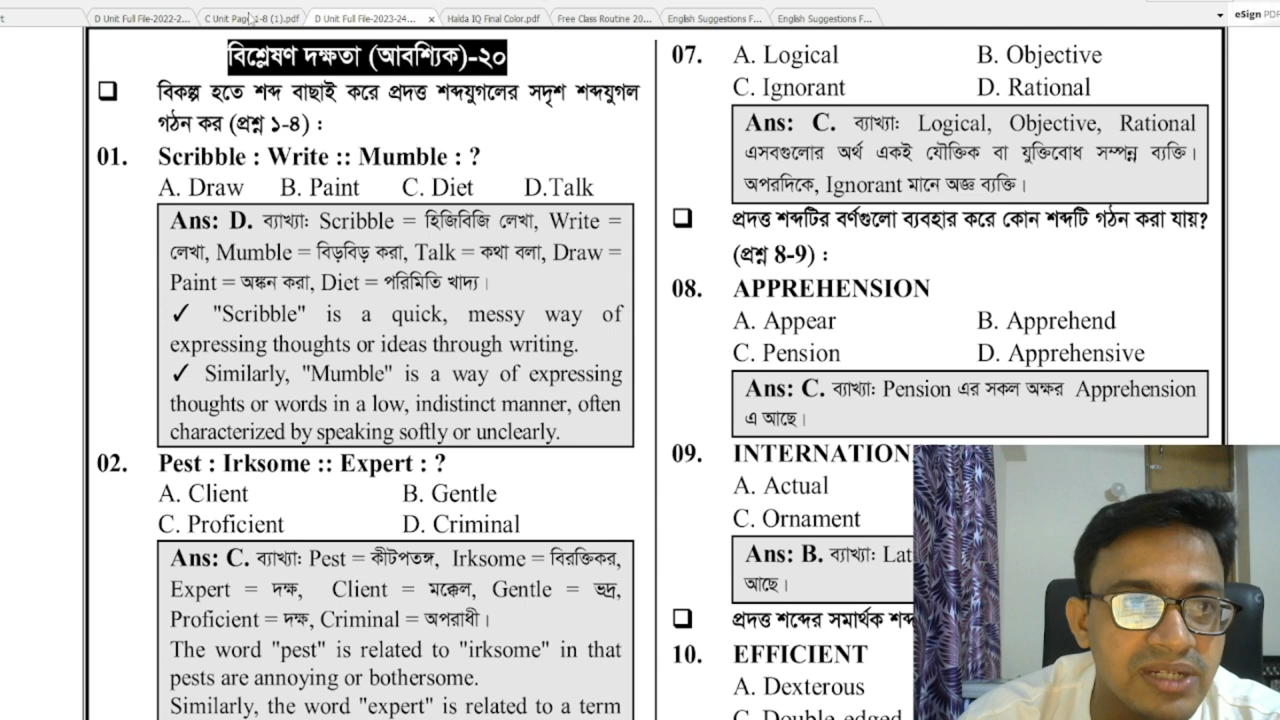 D Unit Full File-2022-2...
C Unit Page 1-8 (1).pdf
D Unit Full File-2023-24...
Halda IQ Final Color.pdf
Free Class Routine 20...
English Suggestions F...
English Suggestions F...
eSign PDF
বিশ্লেষণ দক্ষতা (আবশ্যিক)-২০
বিকল্প হতে শব্দ বাছাই করে প্রদত্ত শব্দযুগলের সদৃশ শব্দযুগল
গঠন কর (প্রশ্ন ১-৪) :
01. Scribble : Write :: Mumble : ?
A. Draw B. Paint C. Diet D.Talk
Ans: D. ব্যাখ্যা: Scribble = হিজিবিজি লেখা, Write =
লেখা, Mumble = বিড়বিড় করা, Talk = কথা বলা, Draw =
Paint = অঙ্কন করা, Diet = পরিমিতি খাদ্য।
✓ "Scribble" is a quick, messy way of
expressing thoughts or ideas through writing.
✓ Similarly, "Mumble" is a way of expressing
thoughts or words in a low, indistinct manner, often
characterized by speaking softly or unclearly.
02. Pest : Irksome :: Expert : ?
A. Client B. Gentle
C. Proficient D. Criminal
Ans: C. ব্যাখ্যা: Pest = কীটপতঙ্গ, Irksome = বিরক্তিকর,
Expert = দক্ষ, Client = মক্কেল, Gentle = ভদ্র,
Proficient = দক্ষ, Criminal = অপরাধী।
The word "pest" is related to "irksome" in that
pests are annoying or bothersome.
Similarly, the word "expert" is related to a term
07. A. Logical B. Objective
C. Ignorant D. Rational
Ans: C. ব্যাখ্যা: Logical, Objective, Rational
এসবগুলোর অর্থ একই যৌক্তিক বা যুক্তিবোধ সম্পন্ন ব্যক্তি।
অপরদিকে, Ignorant মানে অজ্ঞ ব্যক্তি।
প্রদত্ত শব্দটির বর্ণগুলো ব্যবহার করে কোন শব্দটি গঠন করা যায়?
(প্রশ্ন 8-9) :
08. APPREHENSION
A. Appear B. Apprehend
C. Pension D. Apprehensive
Ans: C. ব্যাখ্যা: Pension এর সকল অক্ষর Apprehension
এ আছে।
09. INTERNATION
A. Actual
C. Ornament
Ans: B. ব্যাখ্যা: Lat
আছে।
প্রদত্ত শব্দের সমার্থক শব্দ
10. EFFICIENT
A. Dexterous
C. Double-edged